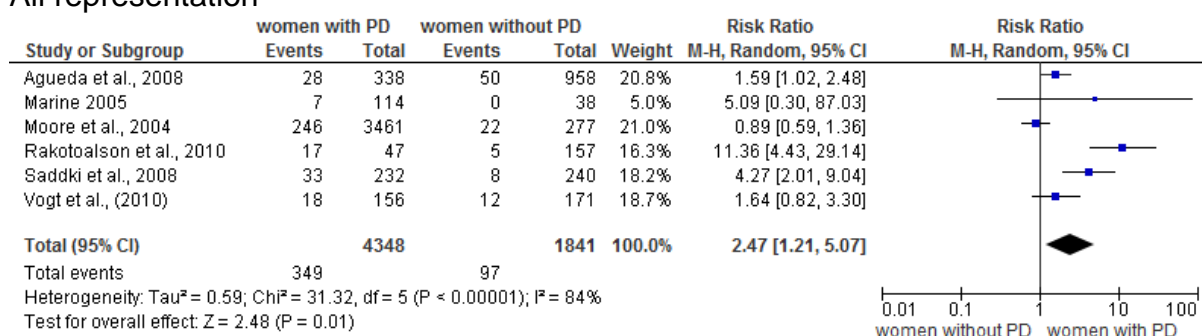 All representation
women with PD women without PD Risk Ratio Risk Ratio
Study or Subgroup Events Total Events Total Weight M-H, Random, 95% CI M-H, Random, 95% CI
Agueda et al., 2008 28 338 50 958 20.8% 1.59 [1.02, 2.48]
Marine 2005 7 114 0 38 5.0% 5.09 [0.30, 87.03]
Moore et al., 2004 246 3461 22 277 21.0% 0.89 [0.59, 1.36]
Rakotoalson et al., 2010 17 47 5 157 16.3% 11.36 [4.43, 29.14]
Saddki et al., 2008 33 232 8 240 18.2% 4.27 [2.01, 9.04]
Vogt et al., (2010) 18 156 12 171 18.7% 1.64 [0.82, 3.30]
Total (95% CI) 4348 1841 100.0% 2.47 [1.21, 5.07]
Total events 349 97
Heterogeneity: Tau² = 0.59; Chi² = 31.32, df = 5 (P < 0.00001); I² = 84%
Test for overall effect: Z = 2.48 (P = 0.01)
0.01 0.1 1 10 100
women without PD women with PD